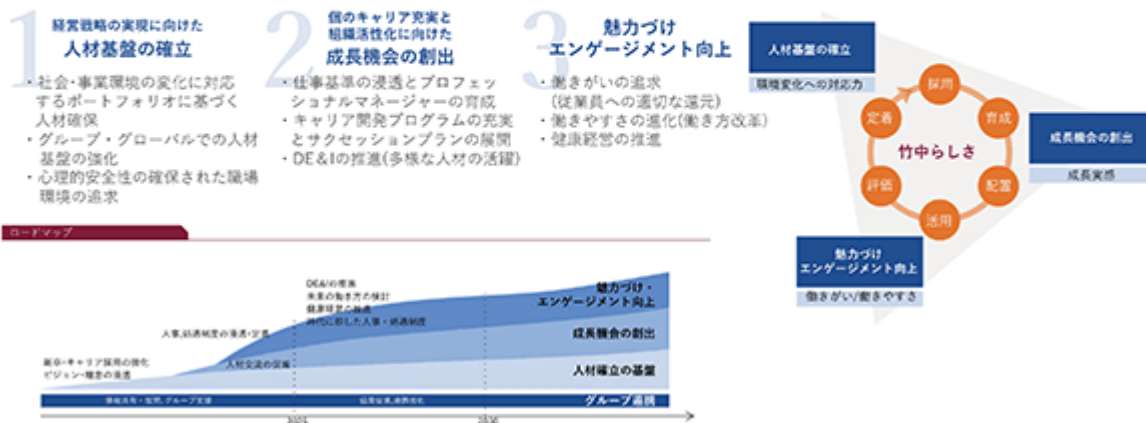 1
経営戦略の実現に向けた
人材基盤の確立
・社会・事業環境の変化に対応
するポートフォリオに基づく
人材確保
・グループ・グローバルでの人材
基盤の強化
・心理的安全性の確保された職場
環境の追求
2
個のキャリア充実と
組織活性化に向けた
成長機会の創出
・仕事基準の浸透とプロフェッ
ショナルマネージャーの育成
・キャリア開発プログラムの充実
とサクセッションプランの展開
・DE&Iの推進(多様な人材の活躍)
3
魅力づけ
エンゲージメント向上
・働きがいの追求
(従業員への適切な還元)
・働きやすさの進化(働き方改革)
・健康経営の推進
人材基盤の確立
環境変化への対応力
採用
育成
配置
活用
評価
定着
竹中らしさ
成長機会の創出
成長実感
魅力づけ
エンゲージメント向上
働きがい/働きやすさ
ロードマップ
DE&Iの推進
未来の働き方の検討
健康経営の推進
時代に即した人事・処遇制度
人事,処遇制度の浸透・定着
人材交流の促進
新卒・キャリア採用の強化
ビジョン・理念の浸透
魅力づけ・
エンゲージメント向上
成長機会の創出
人材確立の基盤
グループ連携
2025
2030